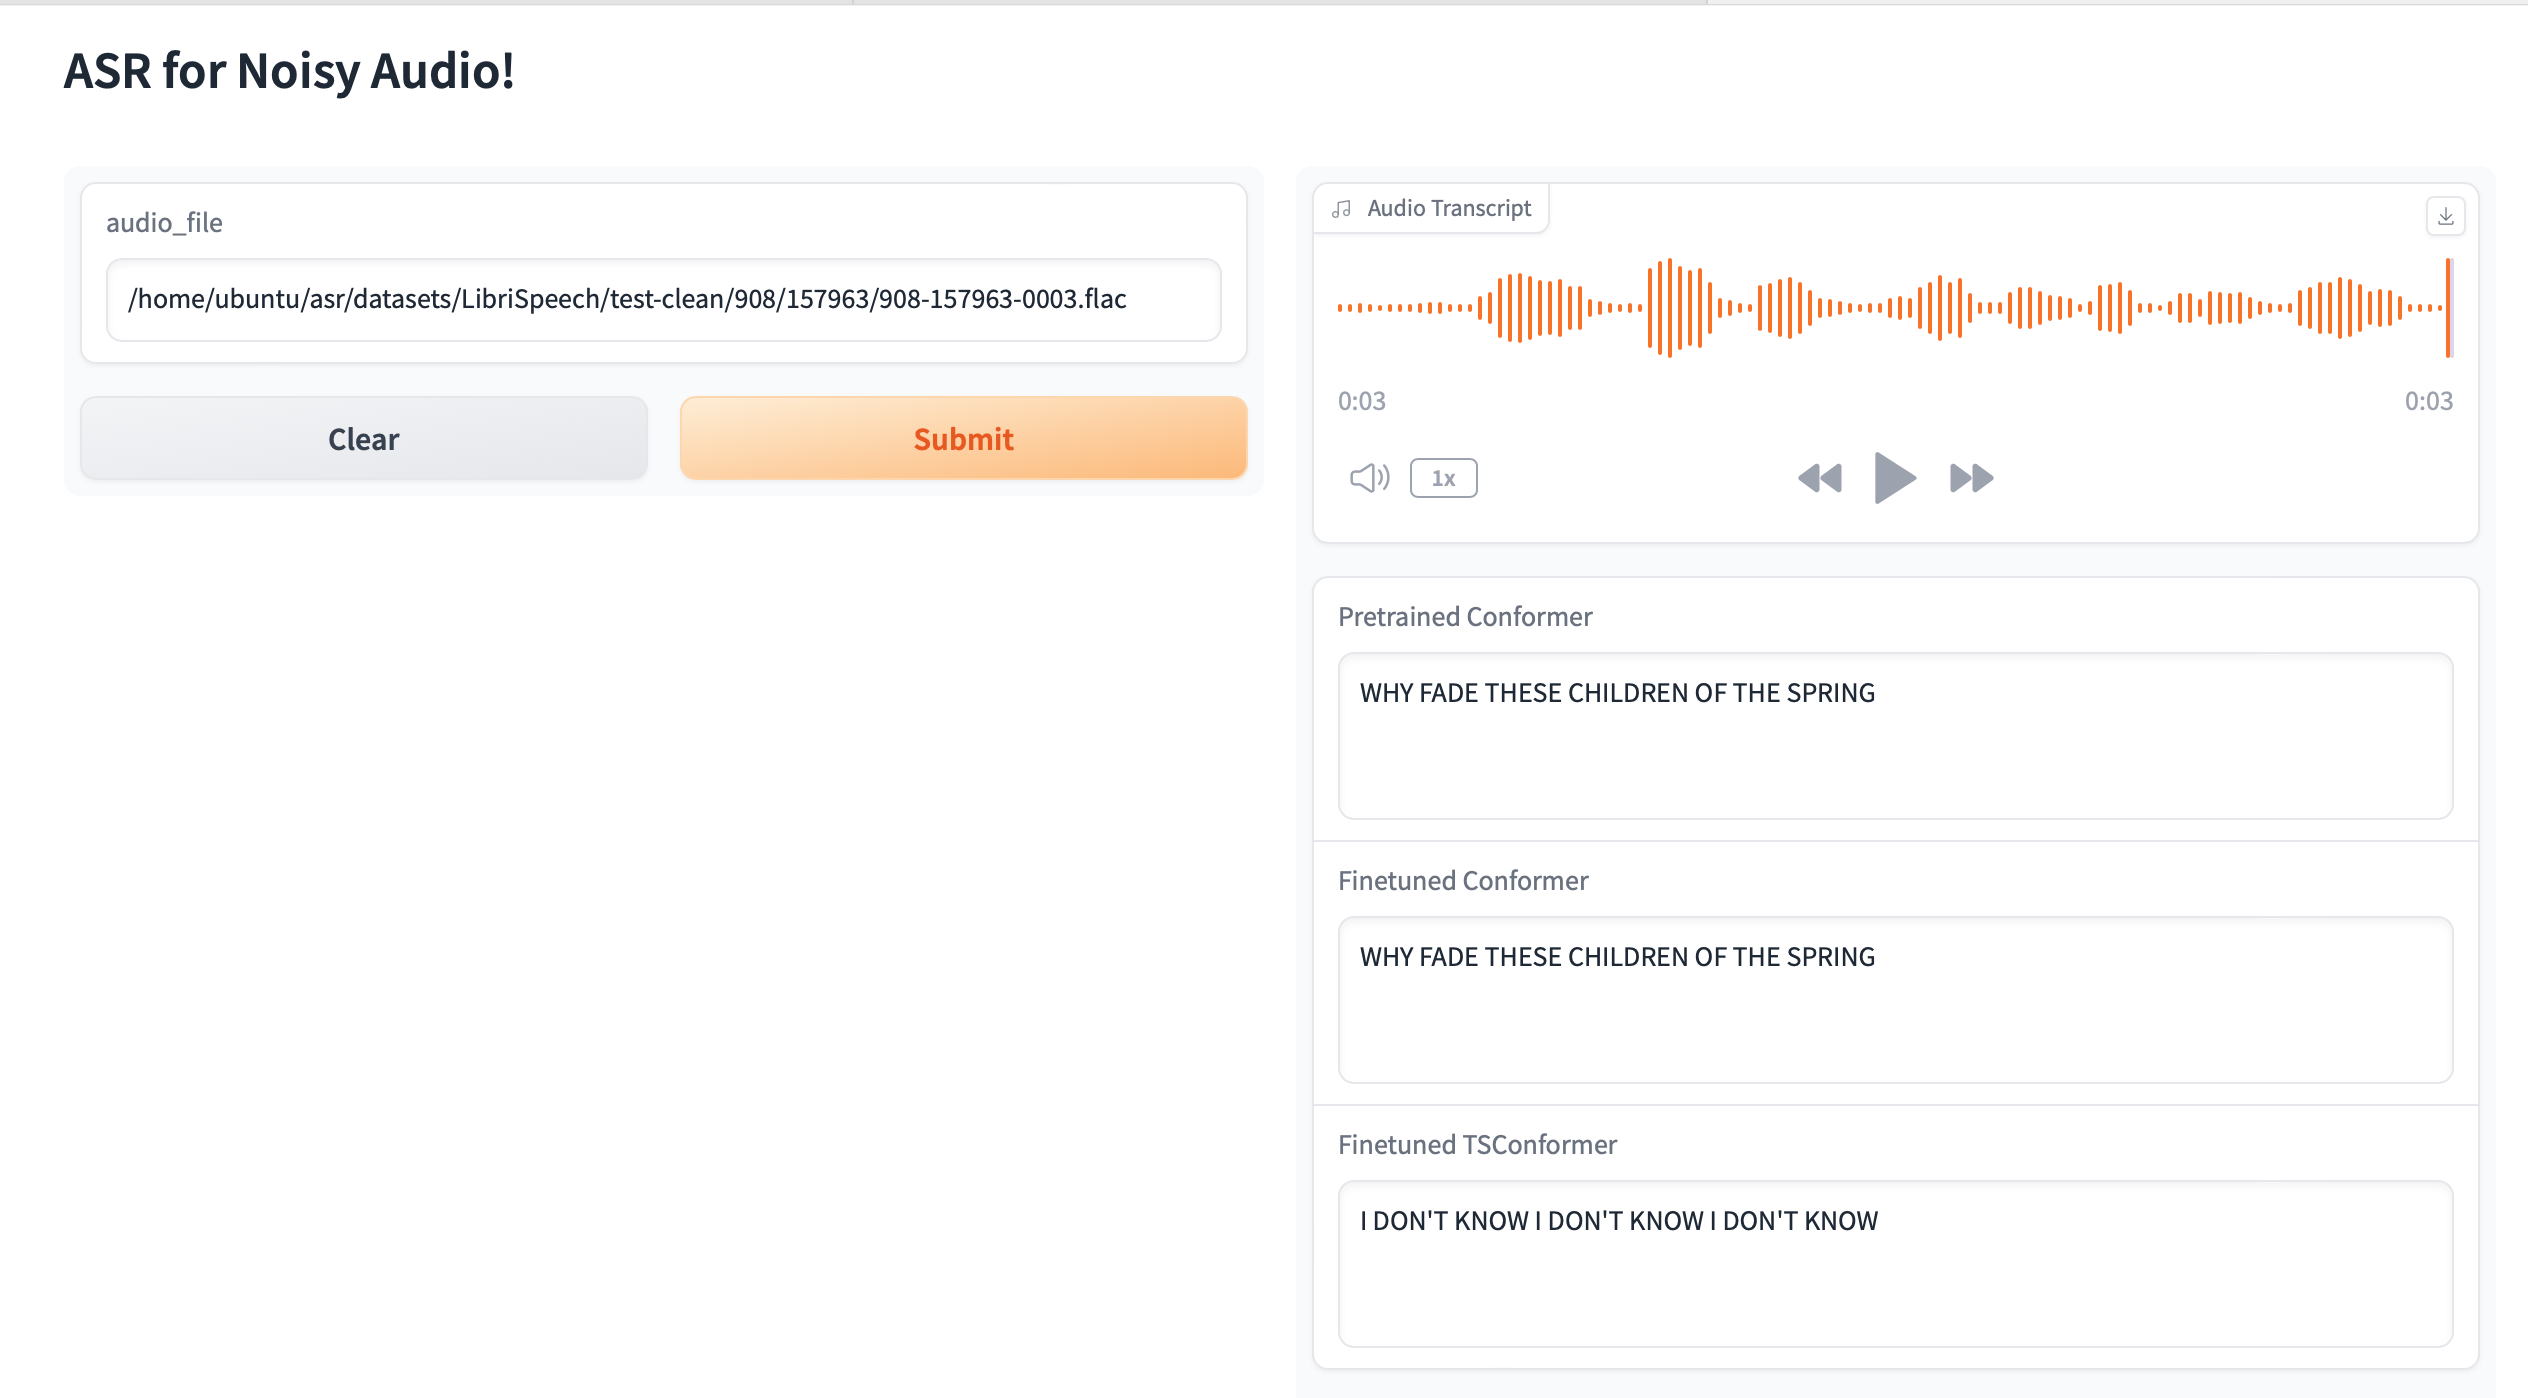 ASR for Noisy Audio!
audio_file
/home/ubuntu/asr/datasets/LibriSpeech/test-clean/908/157963/908-157963-0003.flac
Clear
Submit
Audio Transcript
0:03
0:03
1x
Pretrained Conformer
WHY FADE THESE CHILDREN OF THE SPRING
Finetuned Conformer
WHY FADE THESE CHILDREN OF THE SPRING
Finetuned TSConformer
I DON'T KNOW I DON'T KNOW I DON'T KNOW